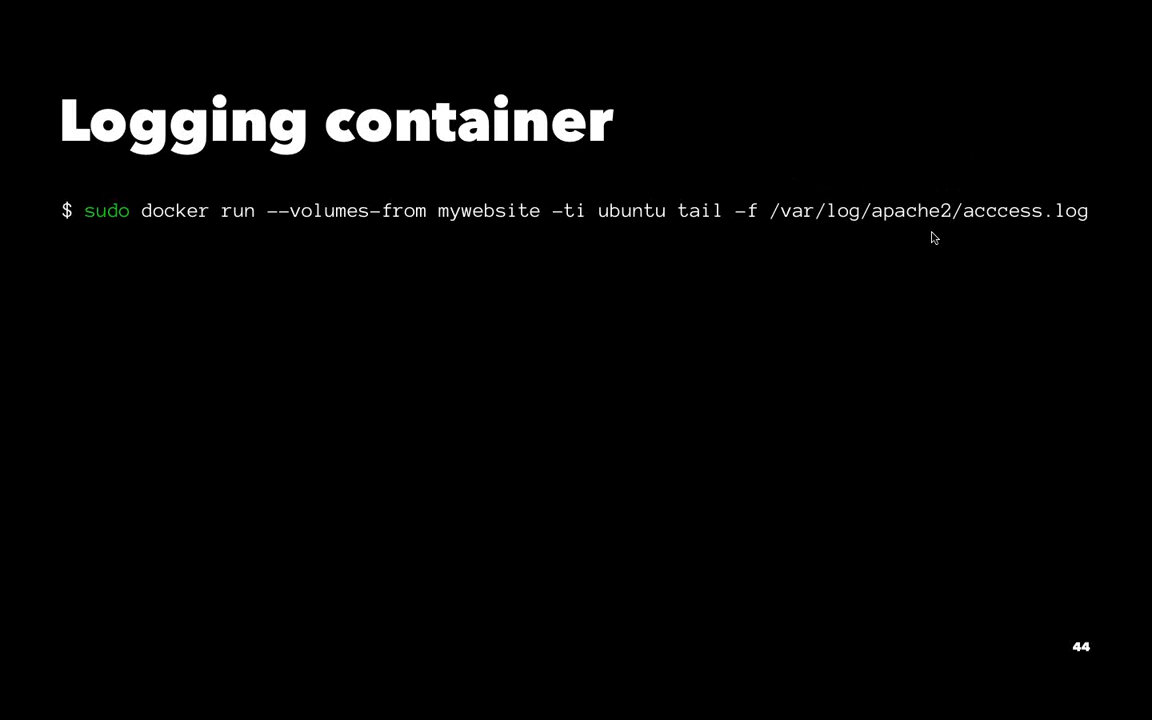 Logging container
$ sudo docker run --volumes-from mywebsite -ti ubuntu tail -f /var/log/apache2/acccess.log
44